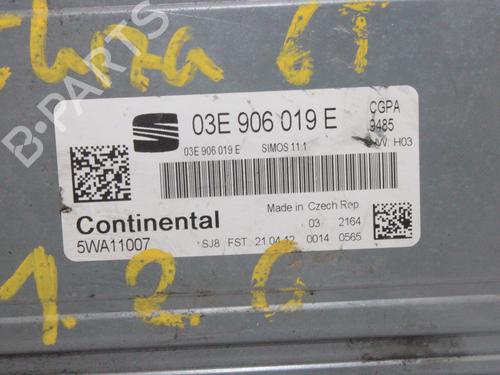 6J
B-PARTS
03E 906 019 E
CGPA
9485
03E 906 019 E SIMOS 11.1
H03
Continental
Made in Czech Rep
5WA11007
03 2164
SJ8 FST 21.04.12 0014 0565
1.2 G